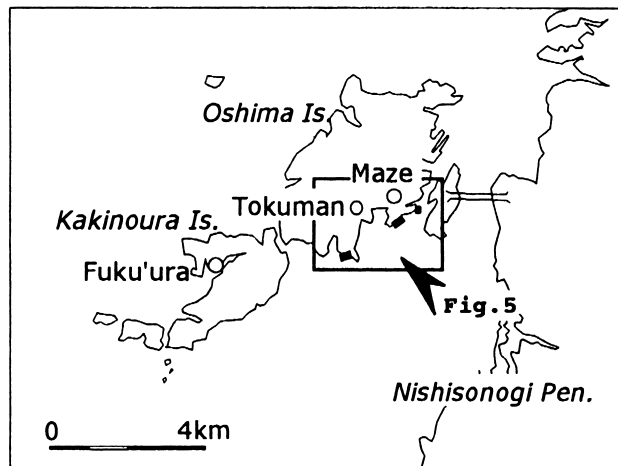 Oshima Is.
Maze
Tokuman
Kakinoura Is.
Fuku'ura
Fig.5
Nishisonogi Pen.
0 4km